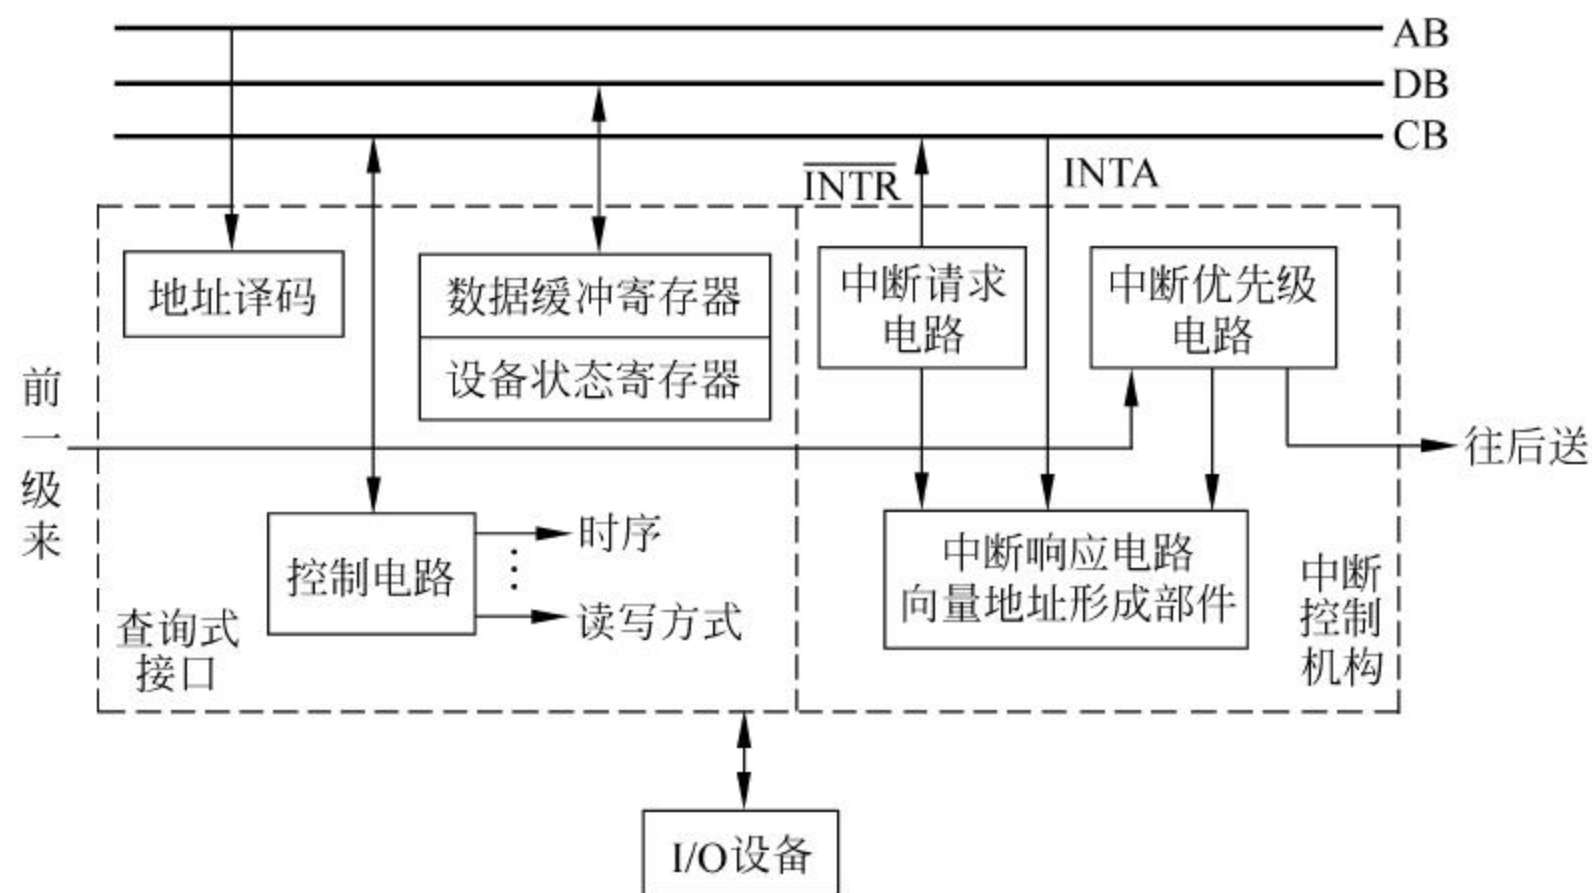 AB
DB
CB
INTR
INTA
地址译码
数据缓冲寄存器
设备状态寄存器
中断请求
电路
中断优先级
电路
前
一
级
来
往后送
控制电路
时序
读写方式
查询式
接口
中断响应电路
向量地址形成部件
中断
控制
机构
I/O设备